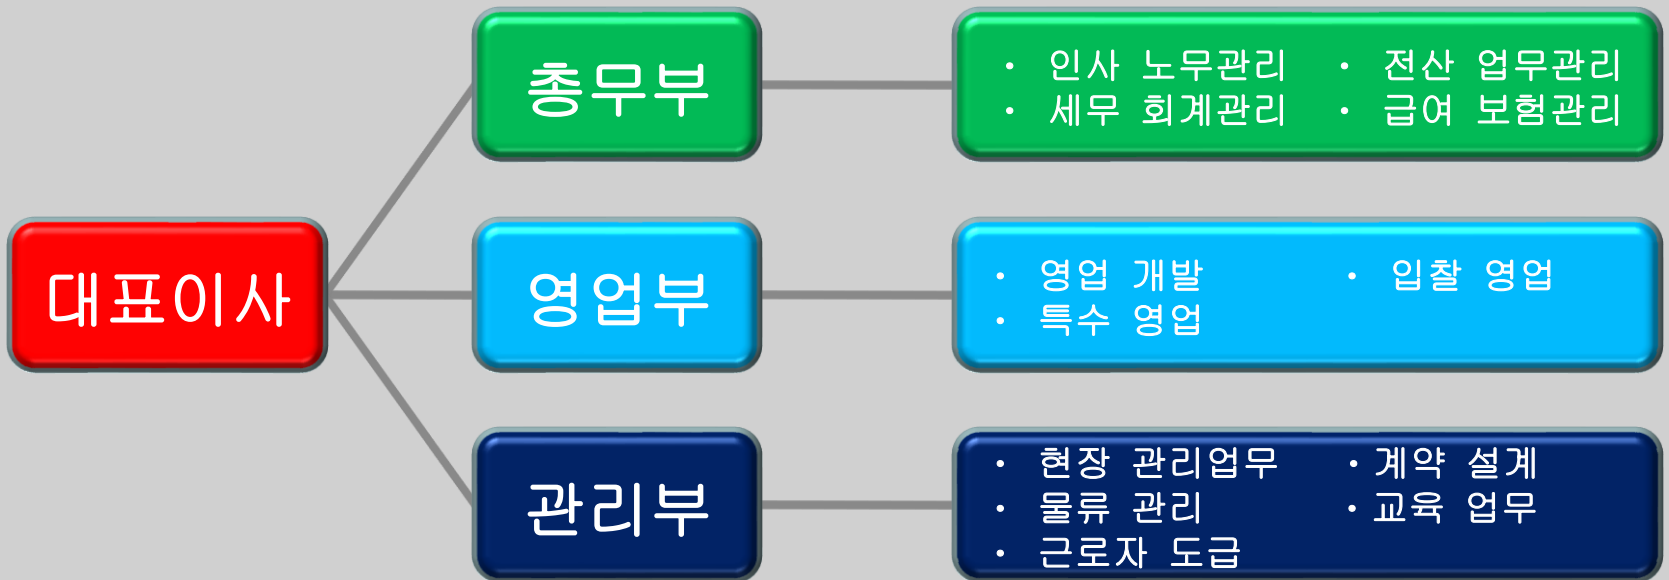 대표이사
총무부
• 인사 노무관리 • 전산 업무관리
• 세무 회계관리 • 급여 보험관리
영업부
• 영업 개발 • 입찰 영업
• 특수 영업
관리부
• 현장 관리업무 • 계약 설계
• 물류 관리 • 교육 업무
• 근로자 도급